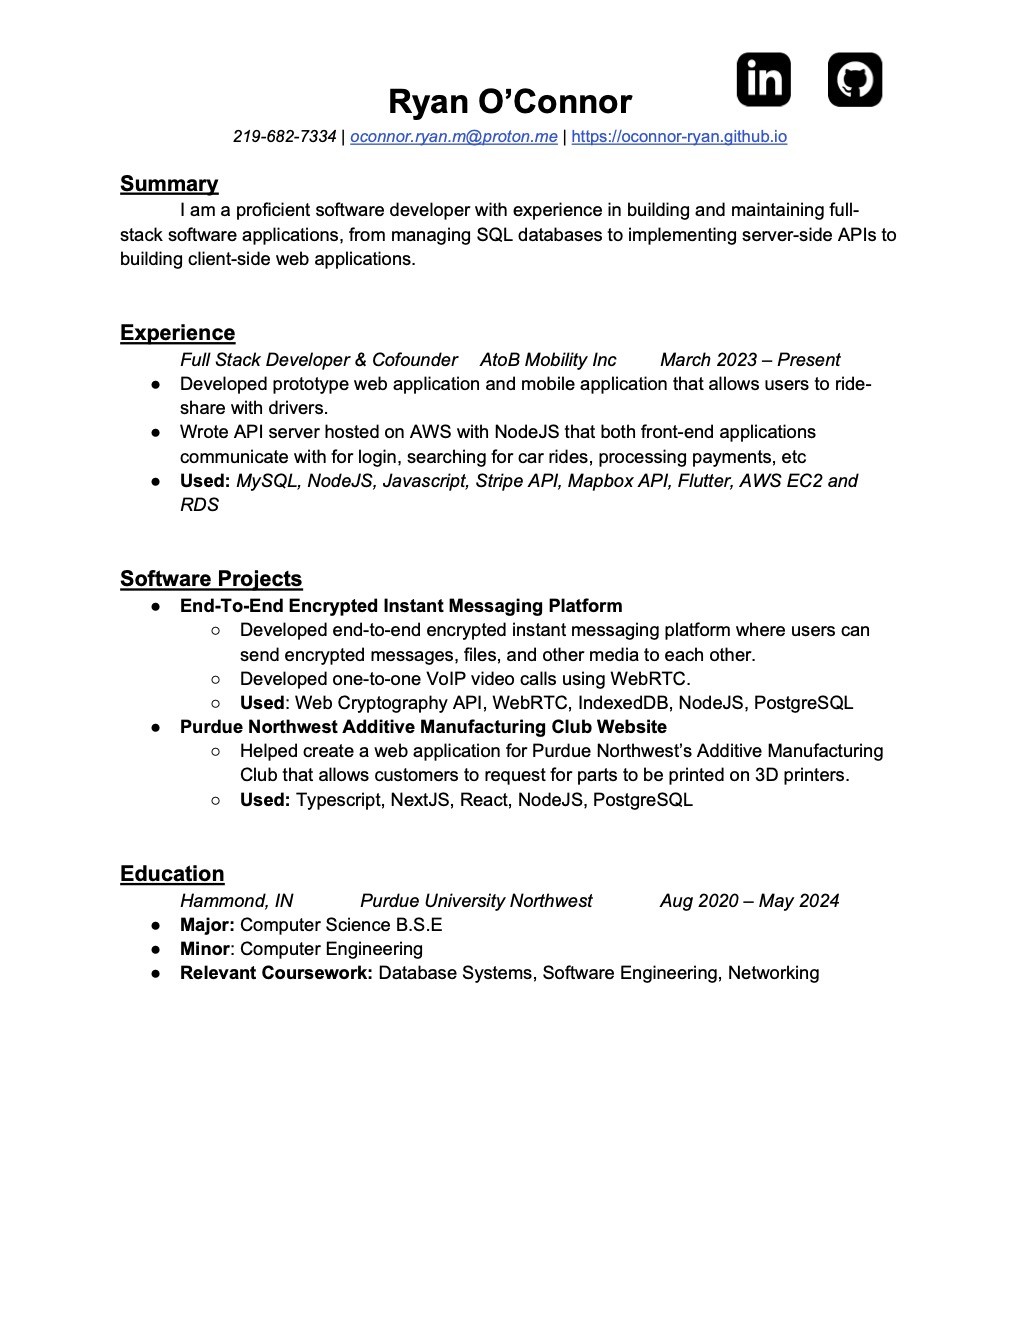 in
Ryan O’Connor
219-682-7334 | oconnor.ryan.m@proton.me | https://oconnor-ryan.github.io
Summary
I am a proficient software developer with experience in building and maintaining full-
stack software applications, from managing SQL databases to implementing server-side APIs to
building client-side web applications.
Experience
Full Stack Developer & Cofounder AtoB Mobility Inc March 2023 – Present
● Developed prototype web application and mobile application that allows users to ride-
share with drivers.
● Wrote API server hosted on AWS with NodeJS that both front-end applications
communicate with for login, searching for car rides, processing payments, etc
● Used: MySQL, NodeJS, Javascript, Stripe API, Mapbox API, Flutter, AWS EC2 and
RDS
Software Projects
● End-To-End Encrypted Instant Messaging Platform
○ Developed end-to-end encrypted instant messaging platform where users can
send encrypted messages, files, and other media to each other.
○ Developed one-to-one VoIP video calls using WebRTC.
○ Used: Web Cryptography API, WebRTC, IndexedDB, NodeJS, PostgreSQL
● Purdue Northwest Additive Manufacturing Club Website
○ Helped create a web application for Purdue Northwest’s Additive Manufacturing
Club that allows customers to request for parts to be printed on 3D printers.
○ Used: Typescript, NextJS, React, NodeJS, PostgreSQL
Education
Hammond, IN Purdue University Northwest Aug 2020 – May 2024
● Major: Computer Science B.S.E
● Minor: Computer Engineering
● Relevant Coursework: Database Systems, Software Engineering, Networking